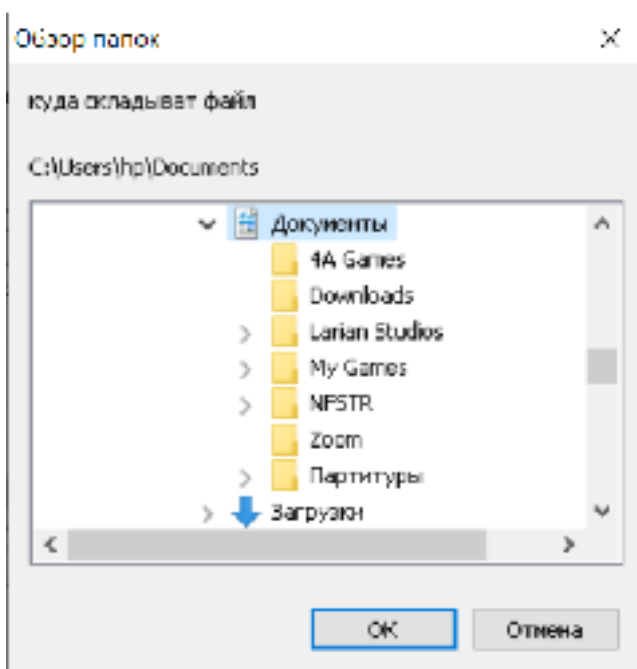 Обзор папок
куда складыват файл
C:\Users\hp\Documents
Документы
4A Games
Downloads
Larian Studios
My Games
NFSTR
Zoom
Партитуры
Загрузки
OK
Отмена